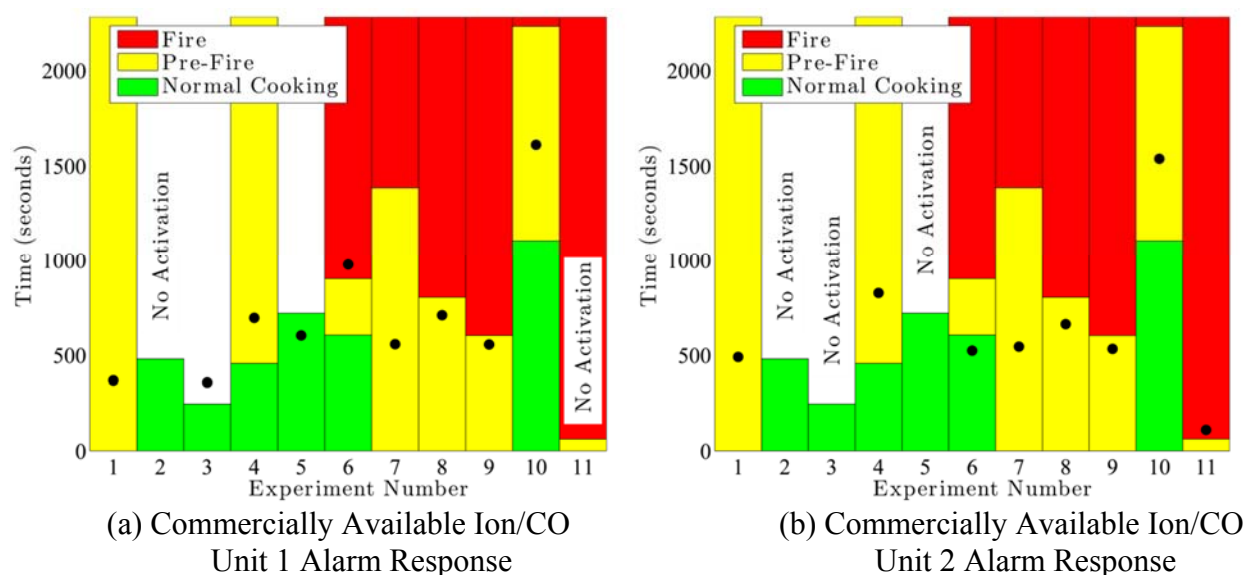 Fire
Pre-Fire
Normal Cooking
2000
1500
1000
500
0
Time (seconds)
No Activation
No Activation
1 2 3 4 5 6 7 8 9 10 11
Experiment Number
(a) Commercially Available Ion/CO
Unit 1 Alarm Response
Fire
Pre-Fire
Normal Cooking
2000
1500
1000
500
0
Time (seconds)
No Activation
No Activation
No Activation
1 2 3 4 5 6 7 8 9 10 11
Experiment Number
(b) Commercially Available Ion/CO
Unit 2 Alarm Response